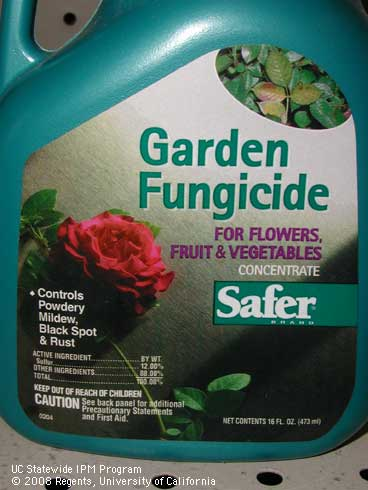 Garden
Fungicide
FOR FLOWERS,
FRUIT & VEGETABLES
CONCENTRATE
Safer
BRAND
Controls
Powdery
Mildew,
Black Spot
& Rust
ACTIVE INGREDIENT... BY WT.
Sulfur... 12.00%
OTHER INGREDIENTS... 88.00%
TOTAL... 100.00%
KEEP OUT OF REACH OF CHILDREN
CAUTION See back panel for additional
Precautionary Statements
and First Aid.
0204
NET CONTENTS 16 FL. OZ. (473 ml)
UC Statewide IPM Program
© 2008 Regents, University of California